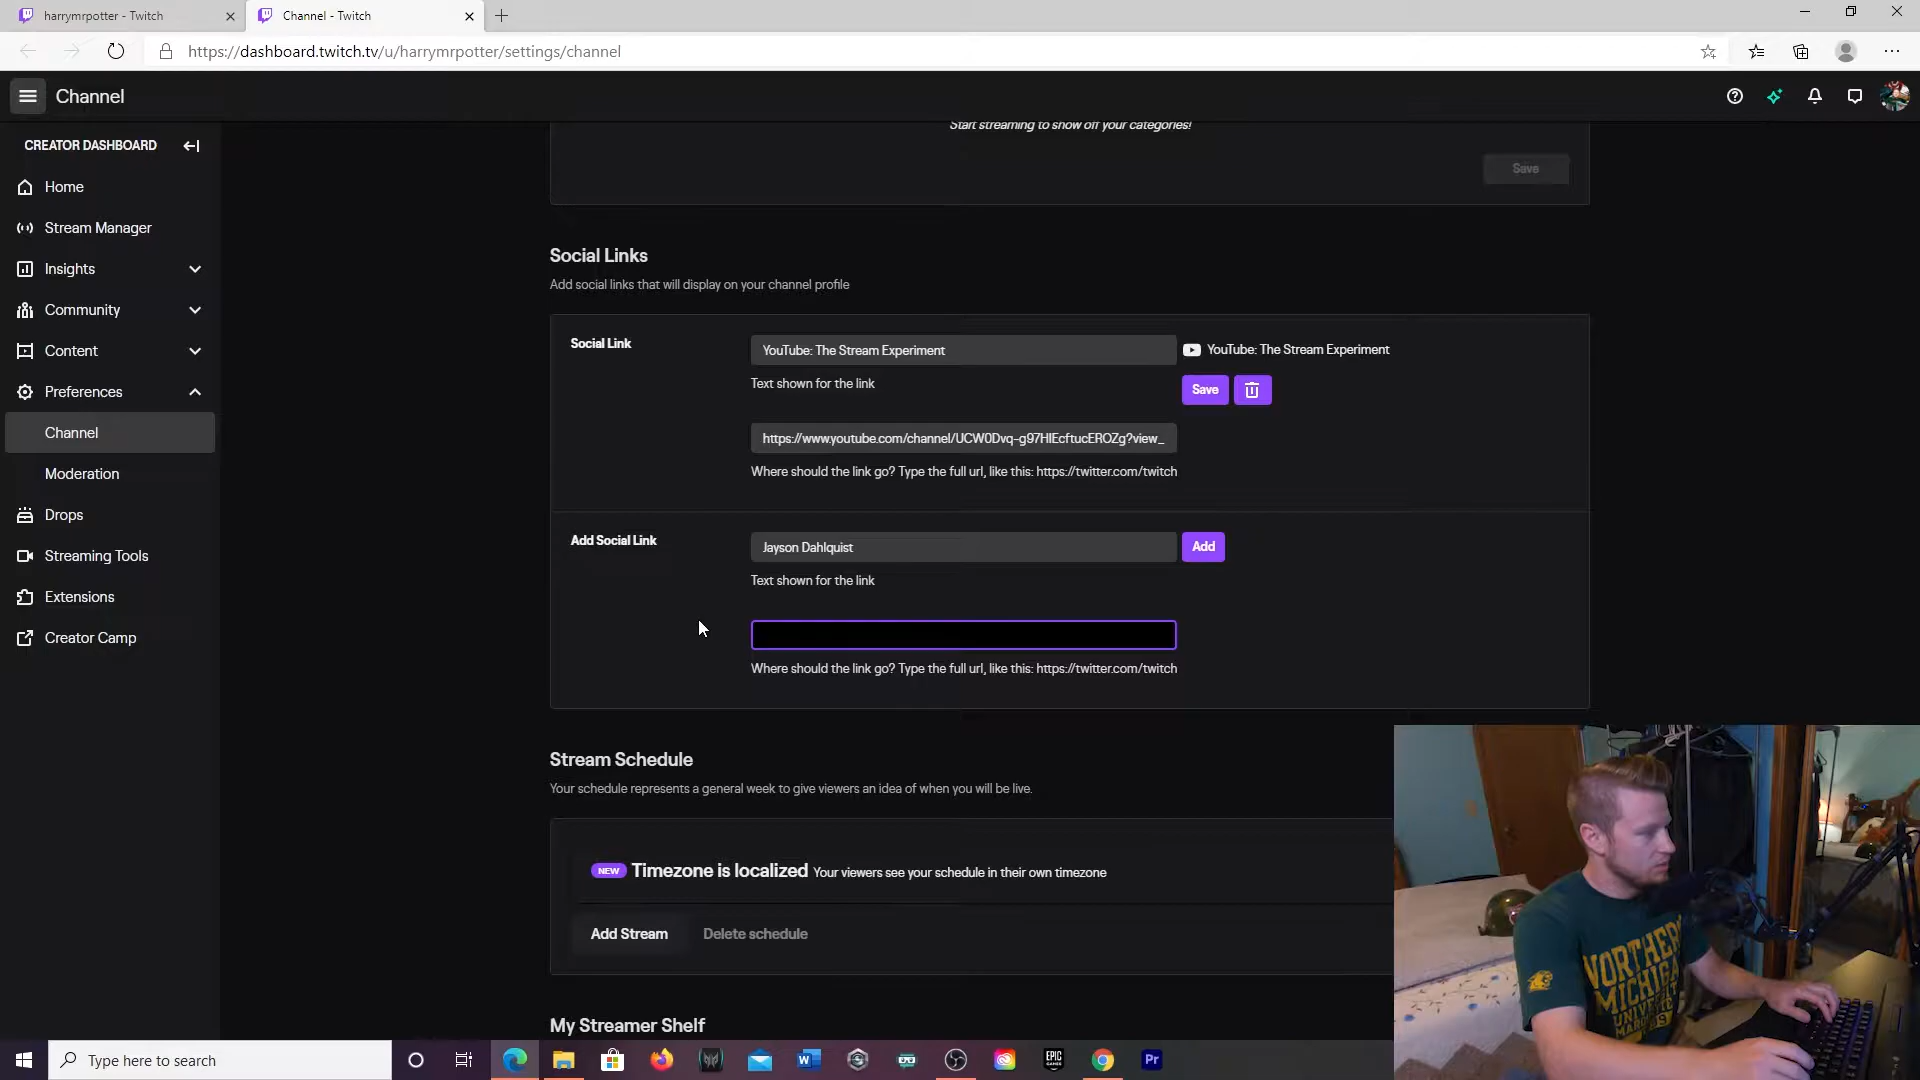 harrymrpotter - Twitch
Channel - Twitch
https://dashboard.twitch.tv/u/harrymrpotter/settings/channel
Channel
CREATOR DASHBOARD
Home
Stream Manager
Insights
Community
Content
Preferences
Channel
Moderation
Drops
Streaming Tools
Extensions
Creator Camp
Start streaming to show off your categories!
Save
Social Links
Add social links that will display on your channel profile
Social Link
YouTube: The Stream Experiment
YouTube: The Stream Experiment
Text shown for the link
Save
https://www.youtube.com/channel/UCW0Dvq-g97HIEcftucEROZg?view_
Where should the link go? Type the full url, like this: https://twitter.com/twitch
Add Social Link
Jayson Dahlquist
Add
Text shown for the link
Where should the link go? Type the full url, like this: https://twitter.com/twitch
Stream Schedule
Your schedule represents a general week to give viewers an idea of when you will be live.
NEW Timezone is localized Your viewers see your schedule in their own timezone
Add Stream
Delete schedule
My Streamer Shelf
NORTHERN
MICHIGAN
Type here to search
W
EPIC
GAMES
Pr